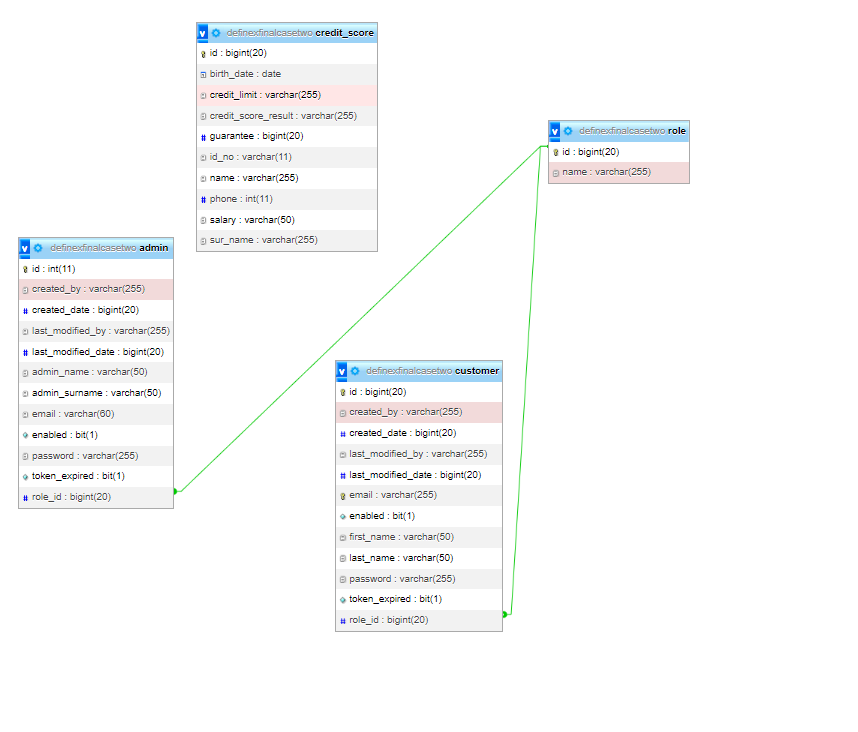 definexfinalcasetwo credit_score
id : bigint(20)
birth_date : date
credit_limit : varchar(255)
credit_score_result : varchar(255)
guarantee : bigint(20)
id_no : varchar(11)
name : varchar(255)
phone : int(11)
salary : varchar(50)
sur_name : varchar(255)
definexfinalcasetwo role
id : bigint(20)
name : varchar(255)
definexfinalcasetwo admin
id : int(11)
created_by : varchar(255)
created_date : bigint(20)
last_modified_by : varchar(255)
last_modified_date : bigint(20)
admin_name : varchar(50)
admin_surname : varchar(50)
email : varchar(60)
enabled : bit(1)
password : varchar(255)
token_expired : bit(1)
role_id : bigint(20)
definexfinalcasetwo customer
id : bigint(20)
created_by : varchar(255)
created_date : bigint(20)
last_modified_by : varchar(255)
last_modified_date : bigint(20)
email : varchar(255)
enabled : bit(1)
first_name : varchar(50)
last_name : varchar(50)
password : varchar(255)
token_expired : bit(1)
role_id : bigint(20)